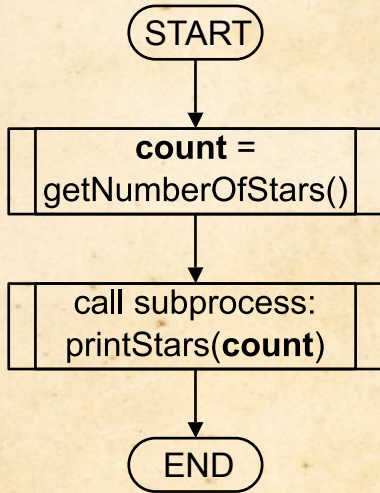 START
count =
getNumberOfStars()
call subprocess:
printStars(count)
END